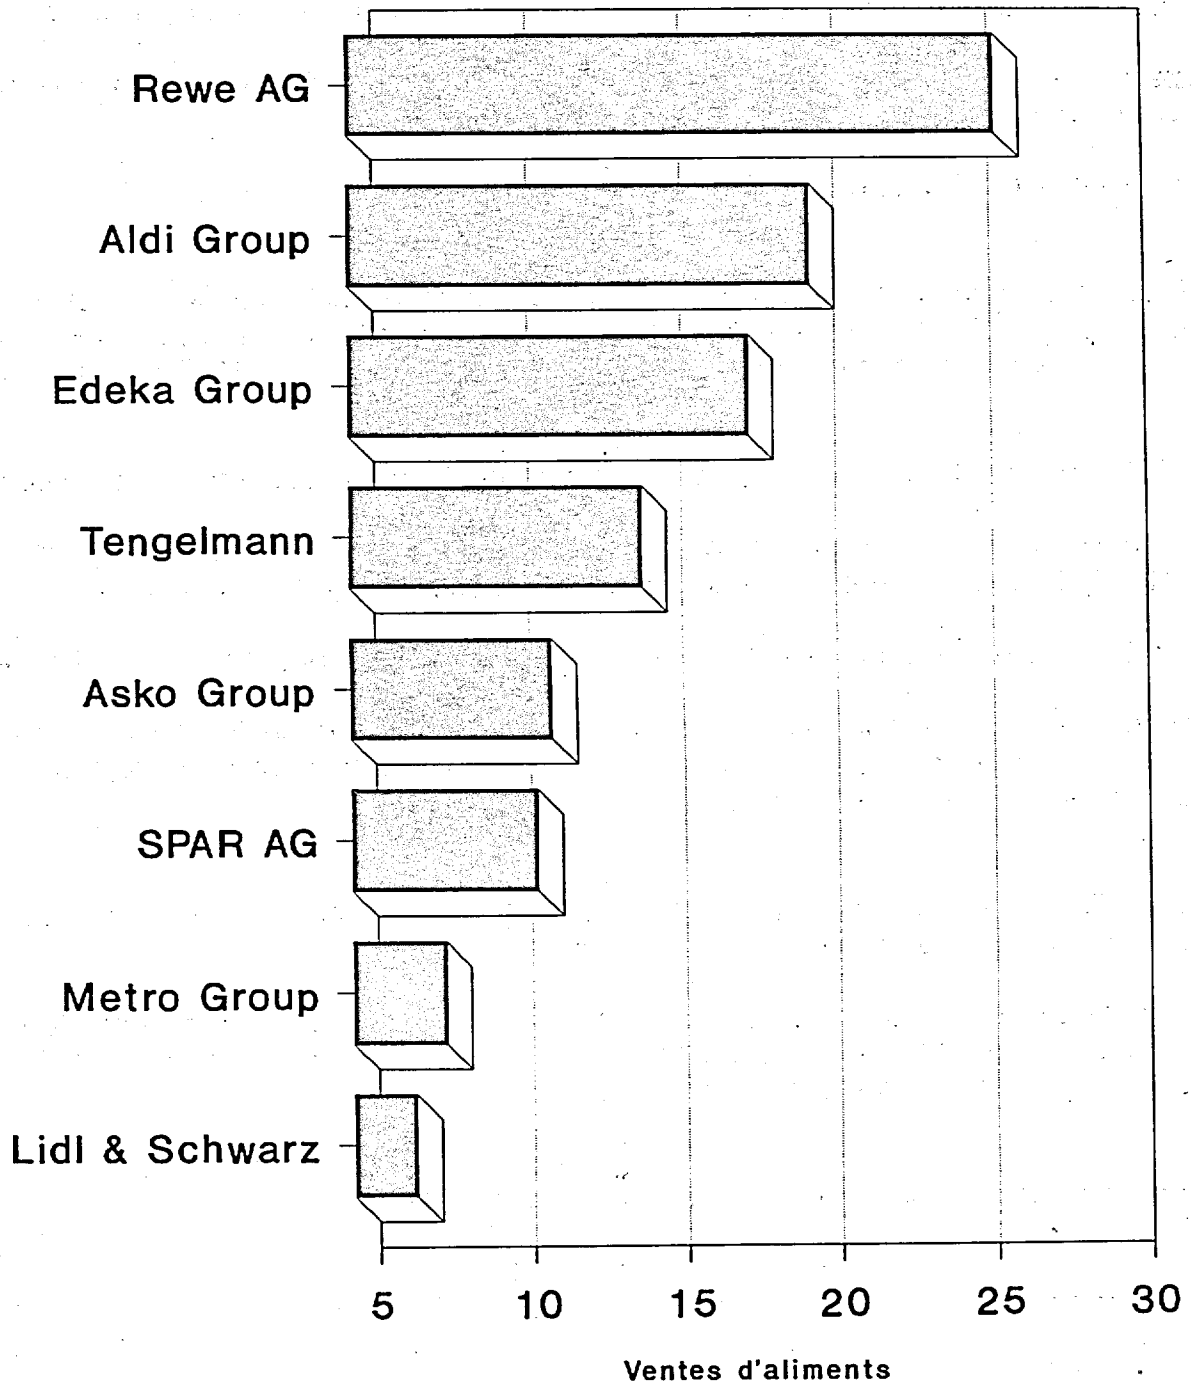 Rewe AG
Aldi Group
Edeka Group
Tengelmann
Asko Group
SPAR AG
Metro Group
Lidl & Schwarz
5 10 15 20 25 30
Ventes d'aliments